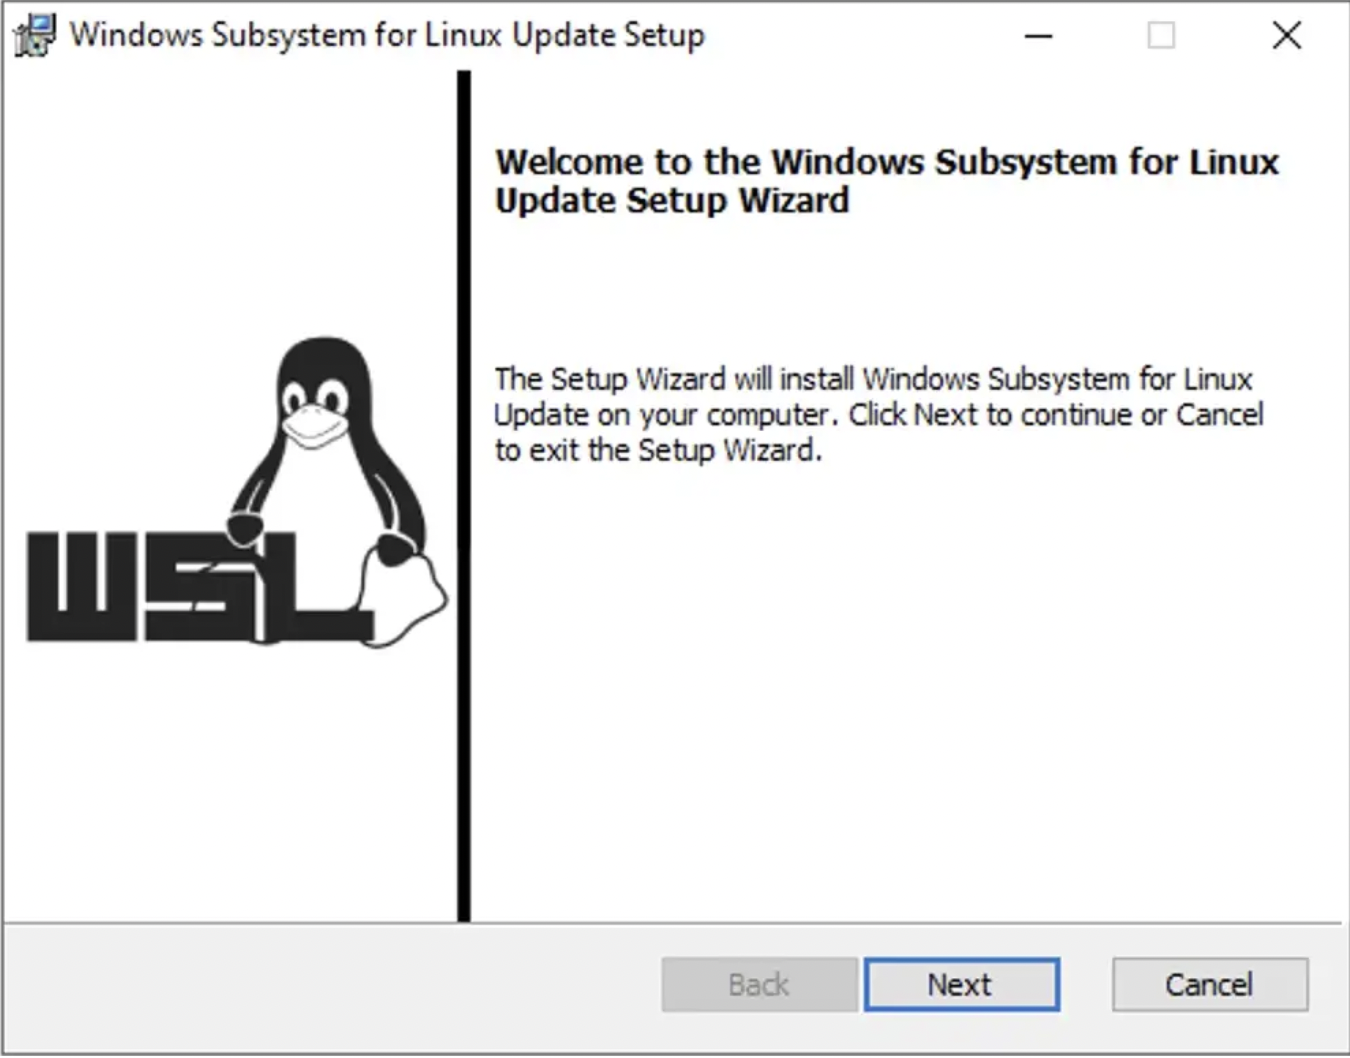 Windows Subsystem for Linux Update Setup
Welcome to the Windows Subsystem for Linux
Update Setup Wizard
The Setup Wizard will install Windows Subsystem for Linux
Update on your computer. Click Next to continue or Cancel
to exit the Setup Wizard.
WSL
Back Next Cancel